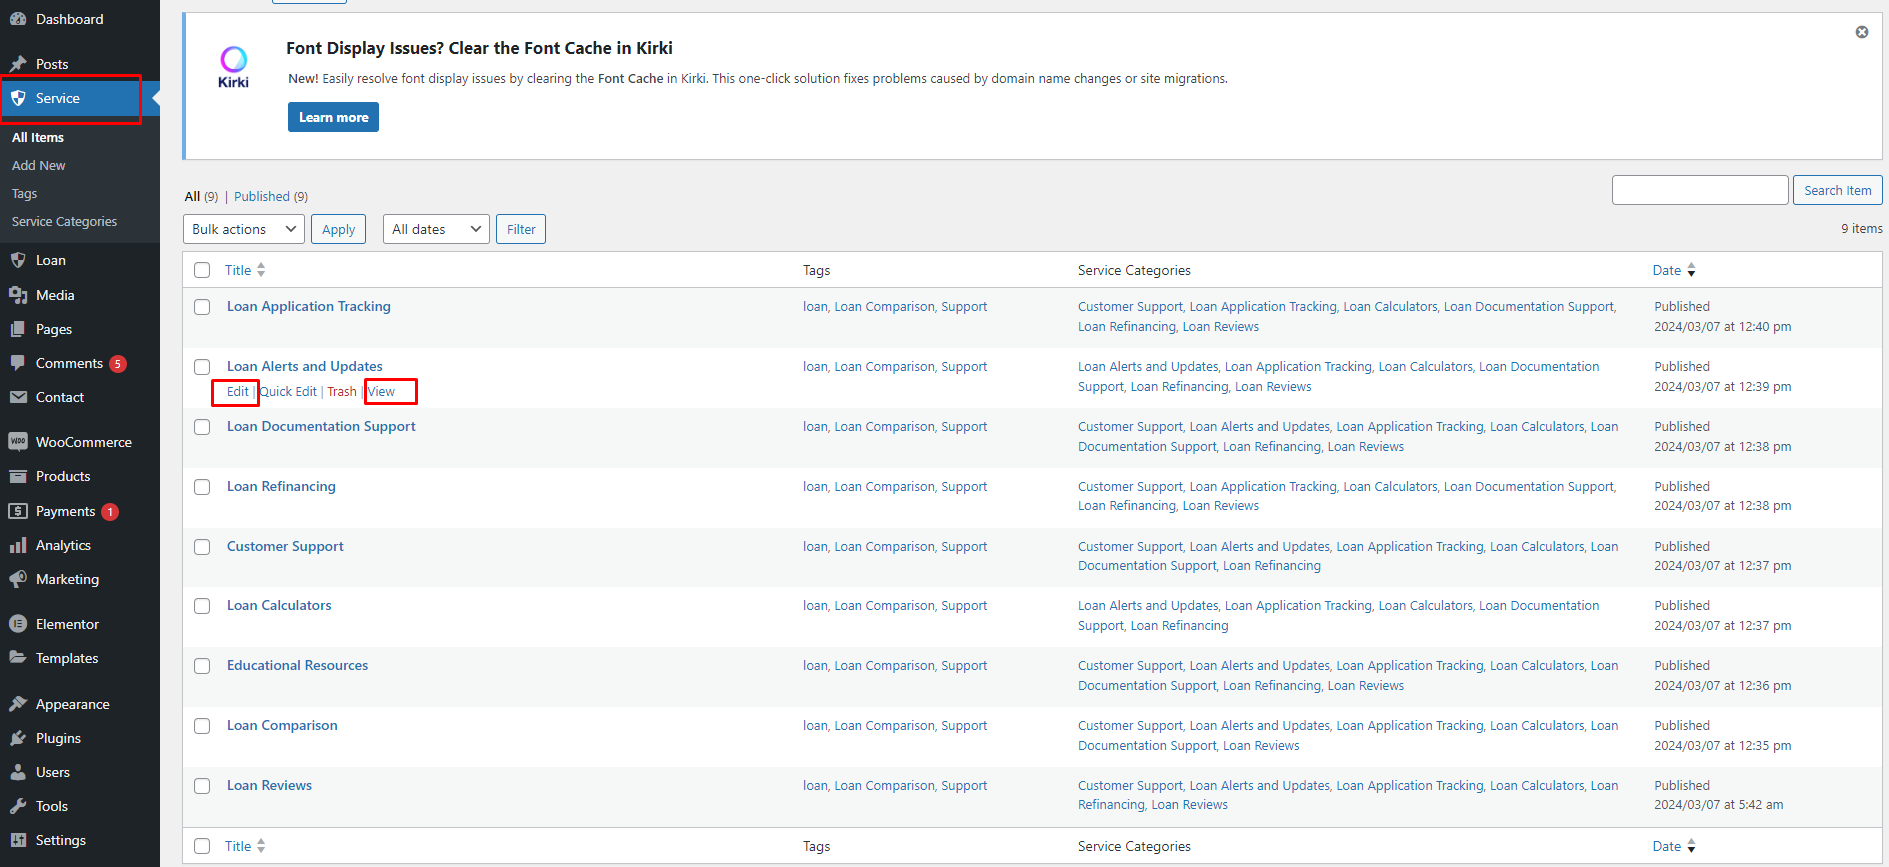 Dashboard
Posts
Service
All Items
Add New
Tags
Service Categories
Loan
Media
Pages
Comments 5
Contact
WooCommerce
Products
Payments 1
Analytics
Marketing
Elementor
Templates
Appearance
Plugins
Users
Tools
Settings
Kirki
Font Display Issues? Clear the Font Cache in Kirki
New! Easily resolve font display issues by clearing the Font Cache in Kirki. This one-click solution fixes problems caused by domain name changes or site migrations.
Learn more
All (9) | Published (9)
Search Item
Bulk actions Apply All dates Filter
9 items
Title Tags Service Categories Date
Loan Application Tracking loan, Loan Comparison, Support Customer Support, Loan Application Tracking, Loan Calculators, Loan Documentation Support, Published
Loan Refinancing, Loan Reviews 2024/03/07 at 12:40 pm
Loan Alerts and Updates loan, Loan Comparison, Support Loan Alerts and Updates, Loan Application Tracking, Loan Calculators, Loan Documentation Published
Edit | Quick Edit | Trash | View Support, Loan Refinancing, Loan Reviews 2024/03/07 at 12:39 pm
Loan Documentation Support loan, Loan Comparison, Support Customer Support, Loan Alerts and Updates, Loan Application Tracking, Loan Calculators, Loan Published
Documentation Support, Loan Refinancing, Loan Reviews 2024/03/07 at 12:38 pm
Loan Refinancing loan, Loan Comparison, Support Customer Support, Loan Application Tracking, Loan Calculators, Loan Documentation Support, Published
Loan Refinancing, Loan Reviews 2024/03/07 at 12:38 pm
Customer Support loan, Loan Comparison, Support Customer Support, Loan Alerts and Updates, Loan Application Tracking, Loan Calculators, Loan Published
Documentation Support, Loan Refinancing 2024/03/07 at 12:37 pm
Loan Calculators loan, Loan Comparison, Support Loan Alerts and Updates, Loan Application Tracking, Loan Calculators, Loan Documentation Published
Support, Loan Refinancing 2024/03/07 at 12:37 pm
Educational Resources loan, Loan Comparison, Support Customer Support, Loan Alerts and Updates, Loan Application Tracking, Loan Calculators, Loan Published
Documentation Support, Loan Refinancing, Loan Reviews 2024/03/07 at 12:36 pm
Loan Comparison loan, Loan Comparison, Support Customer Support, Loan Alerts and Updates, Loan Application Tracking, Loan Calculators, Loan Published
Documentation Support, Loan Reviews 2024/03/07 at 12:35 pm
Loan Reviews loan, Loan Comparison, Support Customer Support, Loan Alerts and Updates, Loan Application Tracking, Loan Calculators, Loan Published
Refinancing, Loan Reviews 2024/03/07 at 5:42 am
Title Tags Service Categories Date